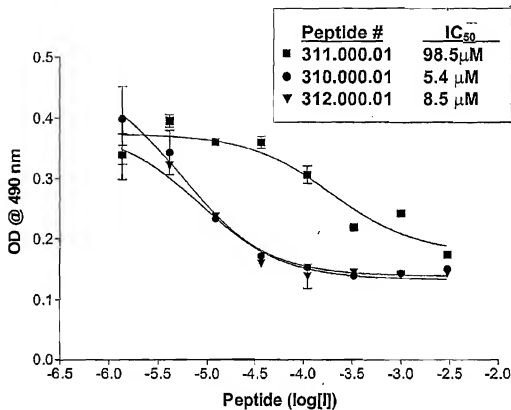 Peptide # IC50
■ 311.000.01 98.5µM
● 310.000.01 5.4 µM
▼ 312.000.01 8.5 µM
OD @ 490 nm
0.5
0.4
0.3
0.2
0.1
0.0
-6.5 -6.0 -5.5 -5.0 -4.5 -4.0 -3.5 -3.0 -2.5 -2.0
Peptide (log[I])